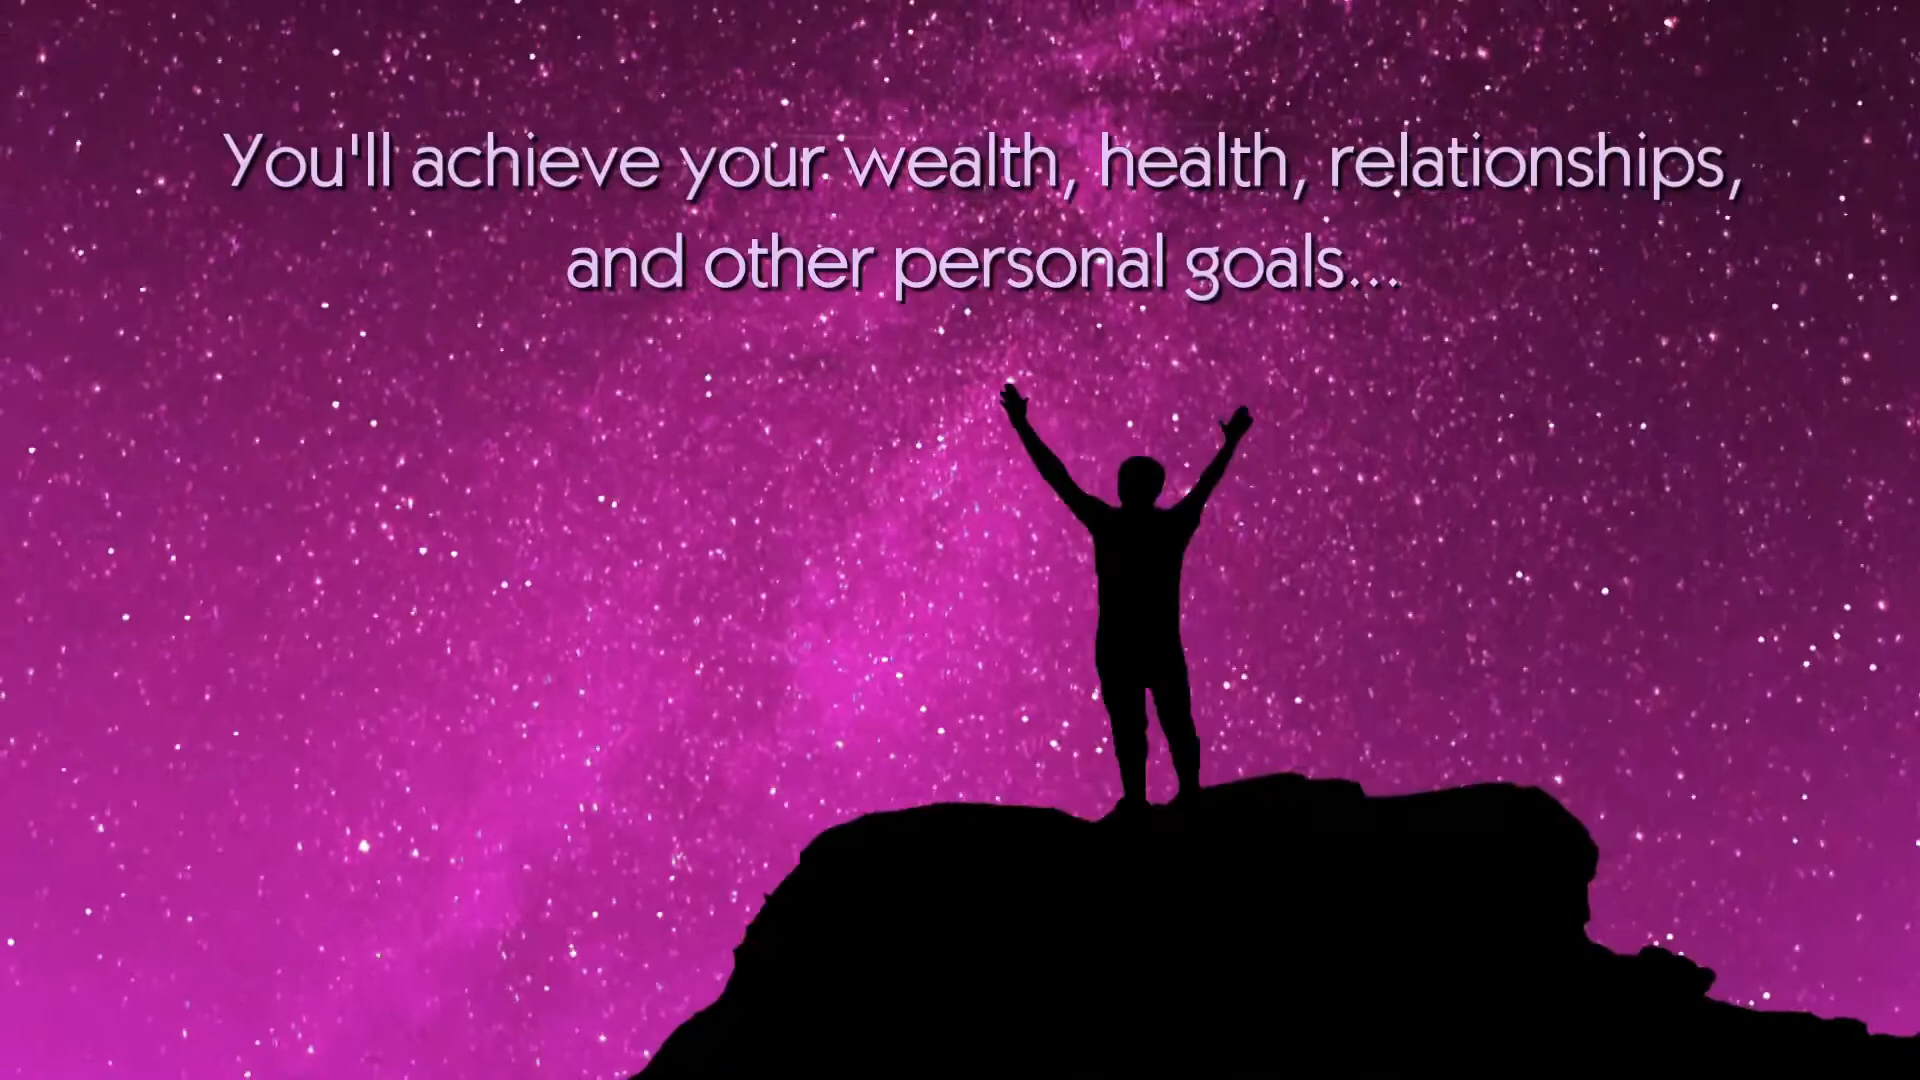 You'll achieve your wealth, health, relationships,
and other personal goals...